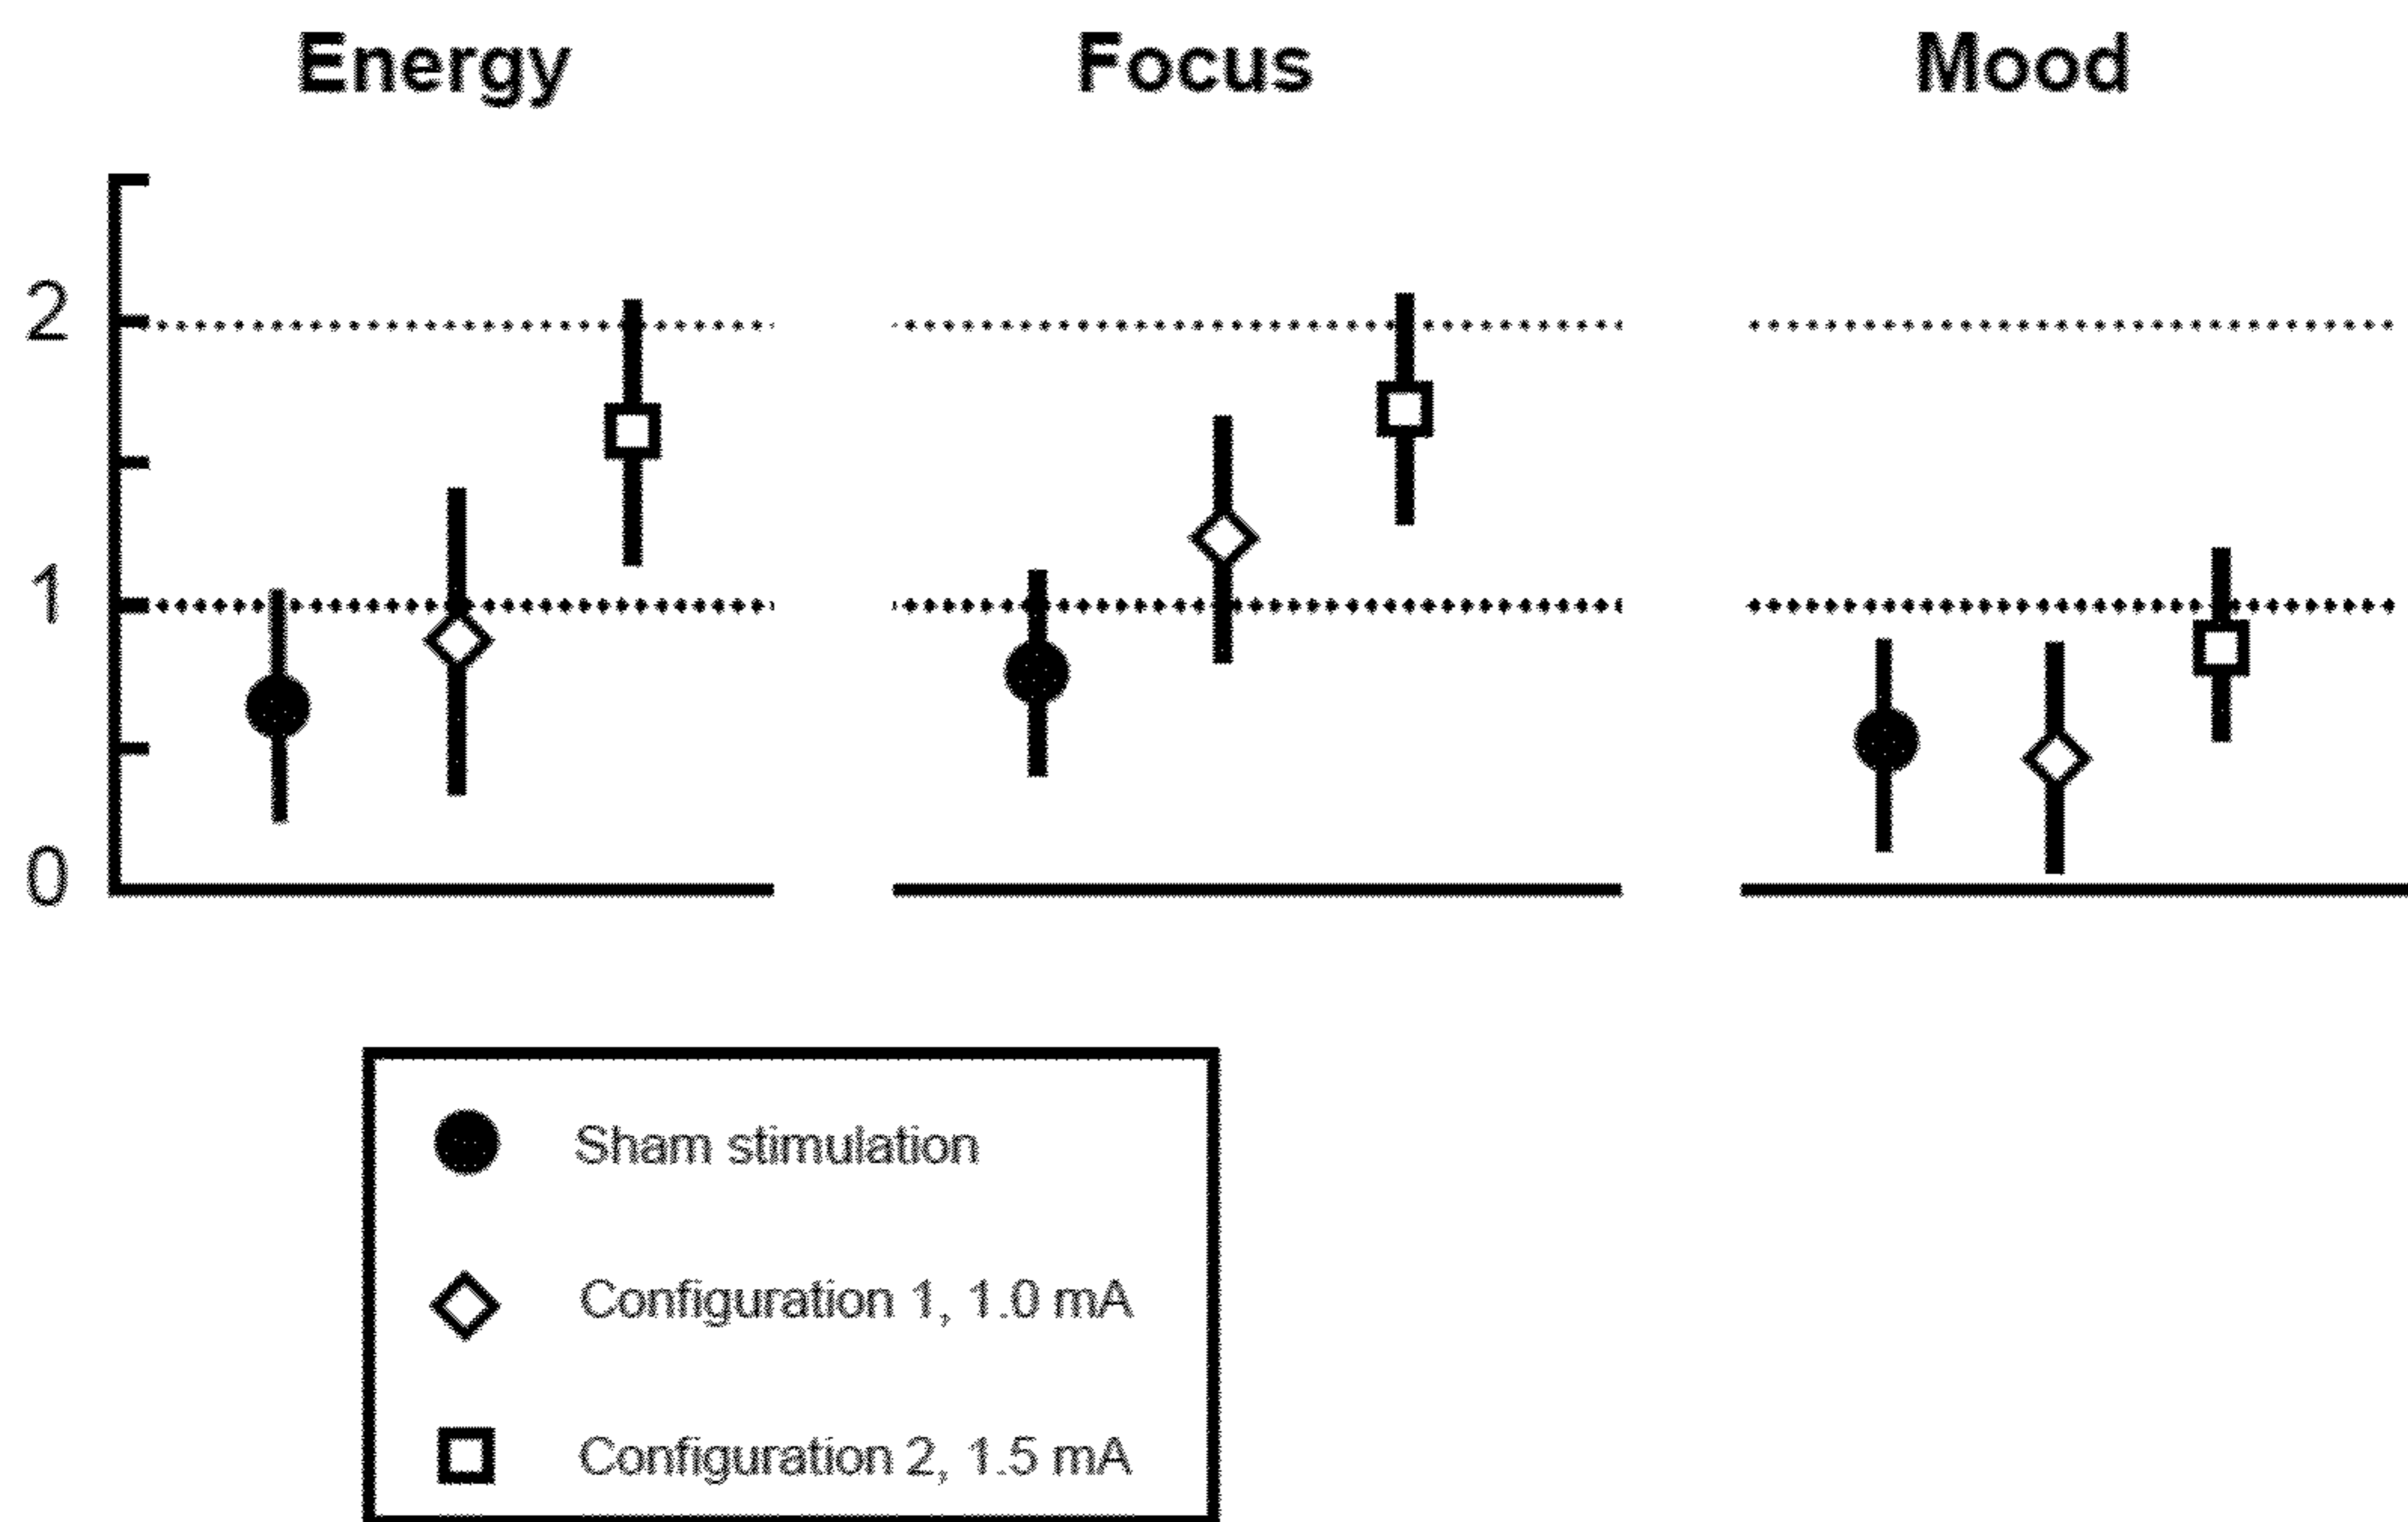 Energy Focus Mood
2
1
0
Sham stimulation
Configuration 1, 1.0 mA
Configuration 2, 1.5 mA